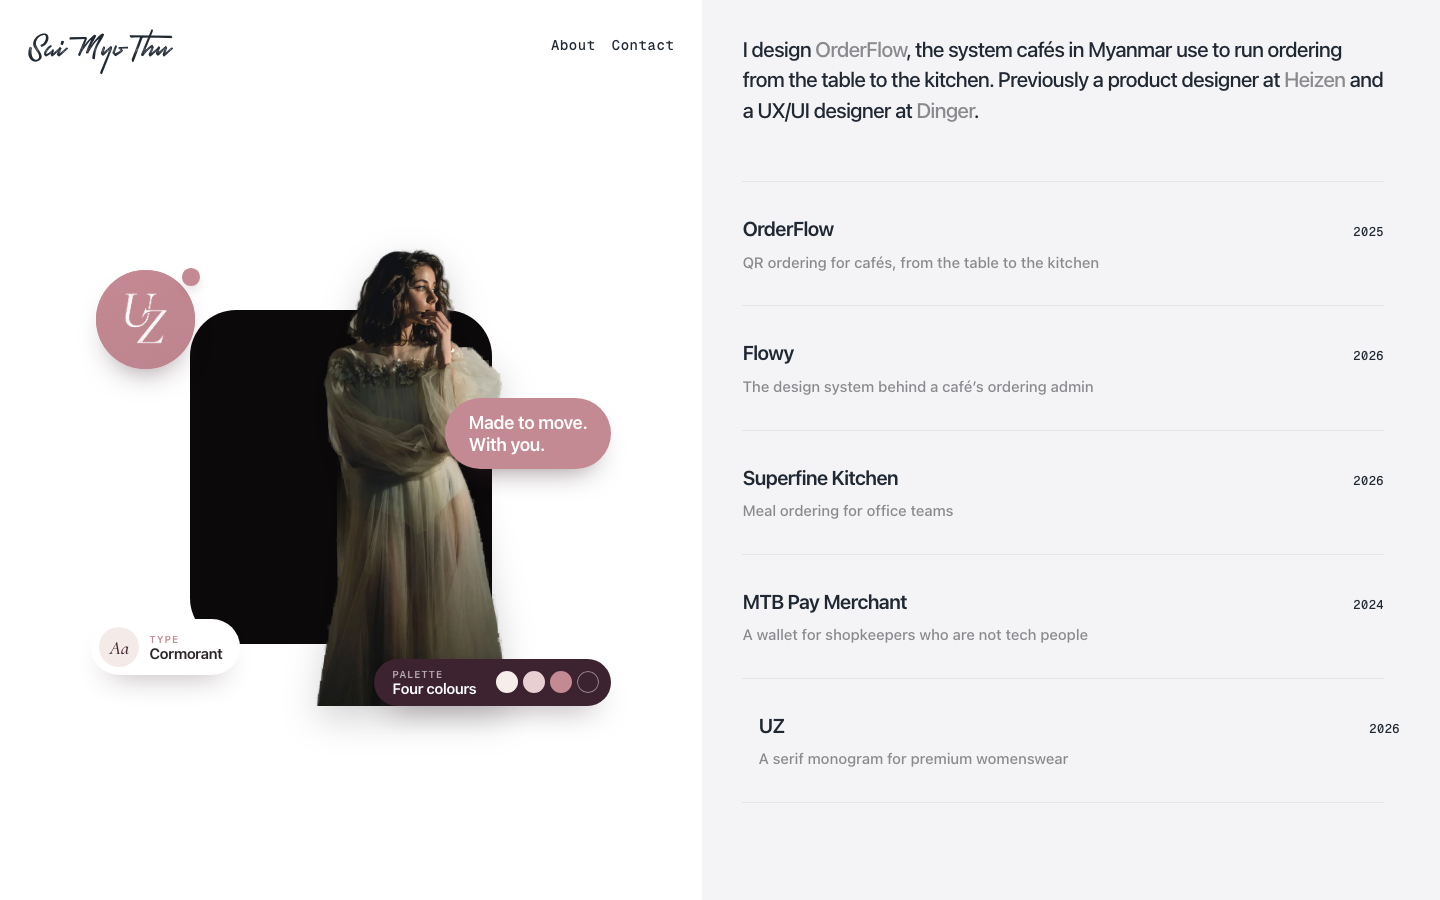 Sai Myo Thu
About Contact
UZ
Made to move.
With you.
Aa
TYPE
Cormorant
PALETTE
Four colours
I design OrderFlow, the system cafés in Myanmar use to run ordering
from the table to the kitchen. Previously a product designer at Heizen and
a UX/UI designer at Dinger.
OrderFlow 2025
QR ordering for cafés, from the table to the kitchen
Flowy 2026
The design system behind a café’s ordering admin
Superfine Kitchen 2026
Meal ordering for office teams
MTB Pay Merchant 2024
A wallet for shopkeepers who are not tech people
UZ 2026
A serif monogram for premium womenswear